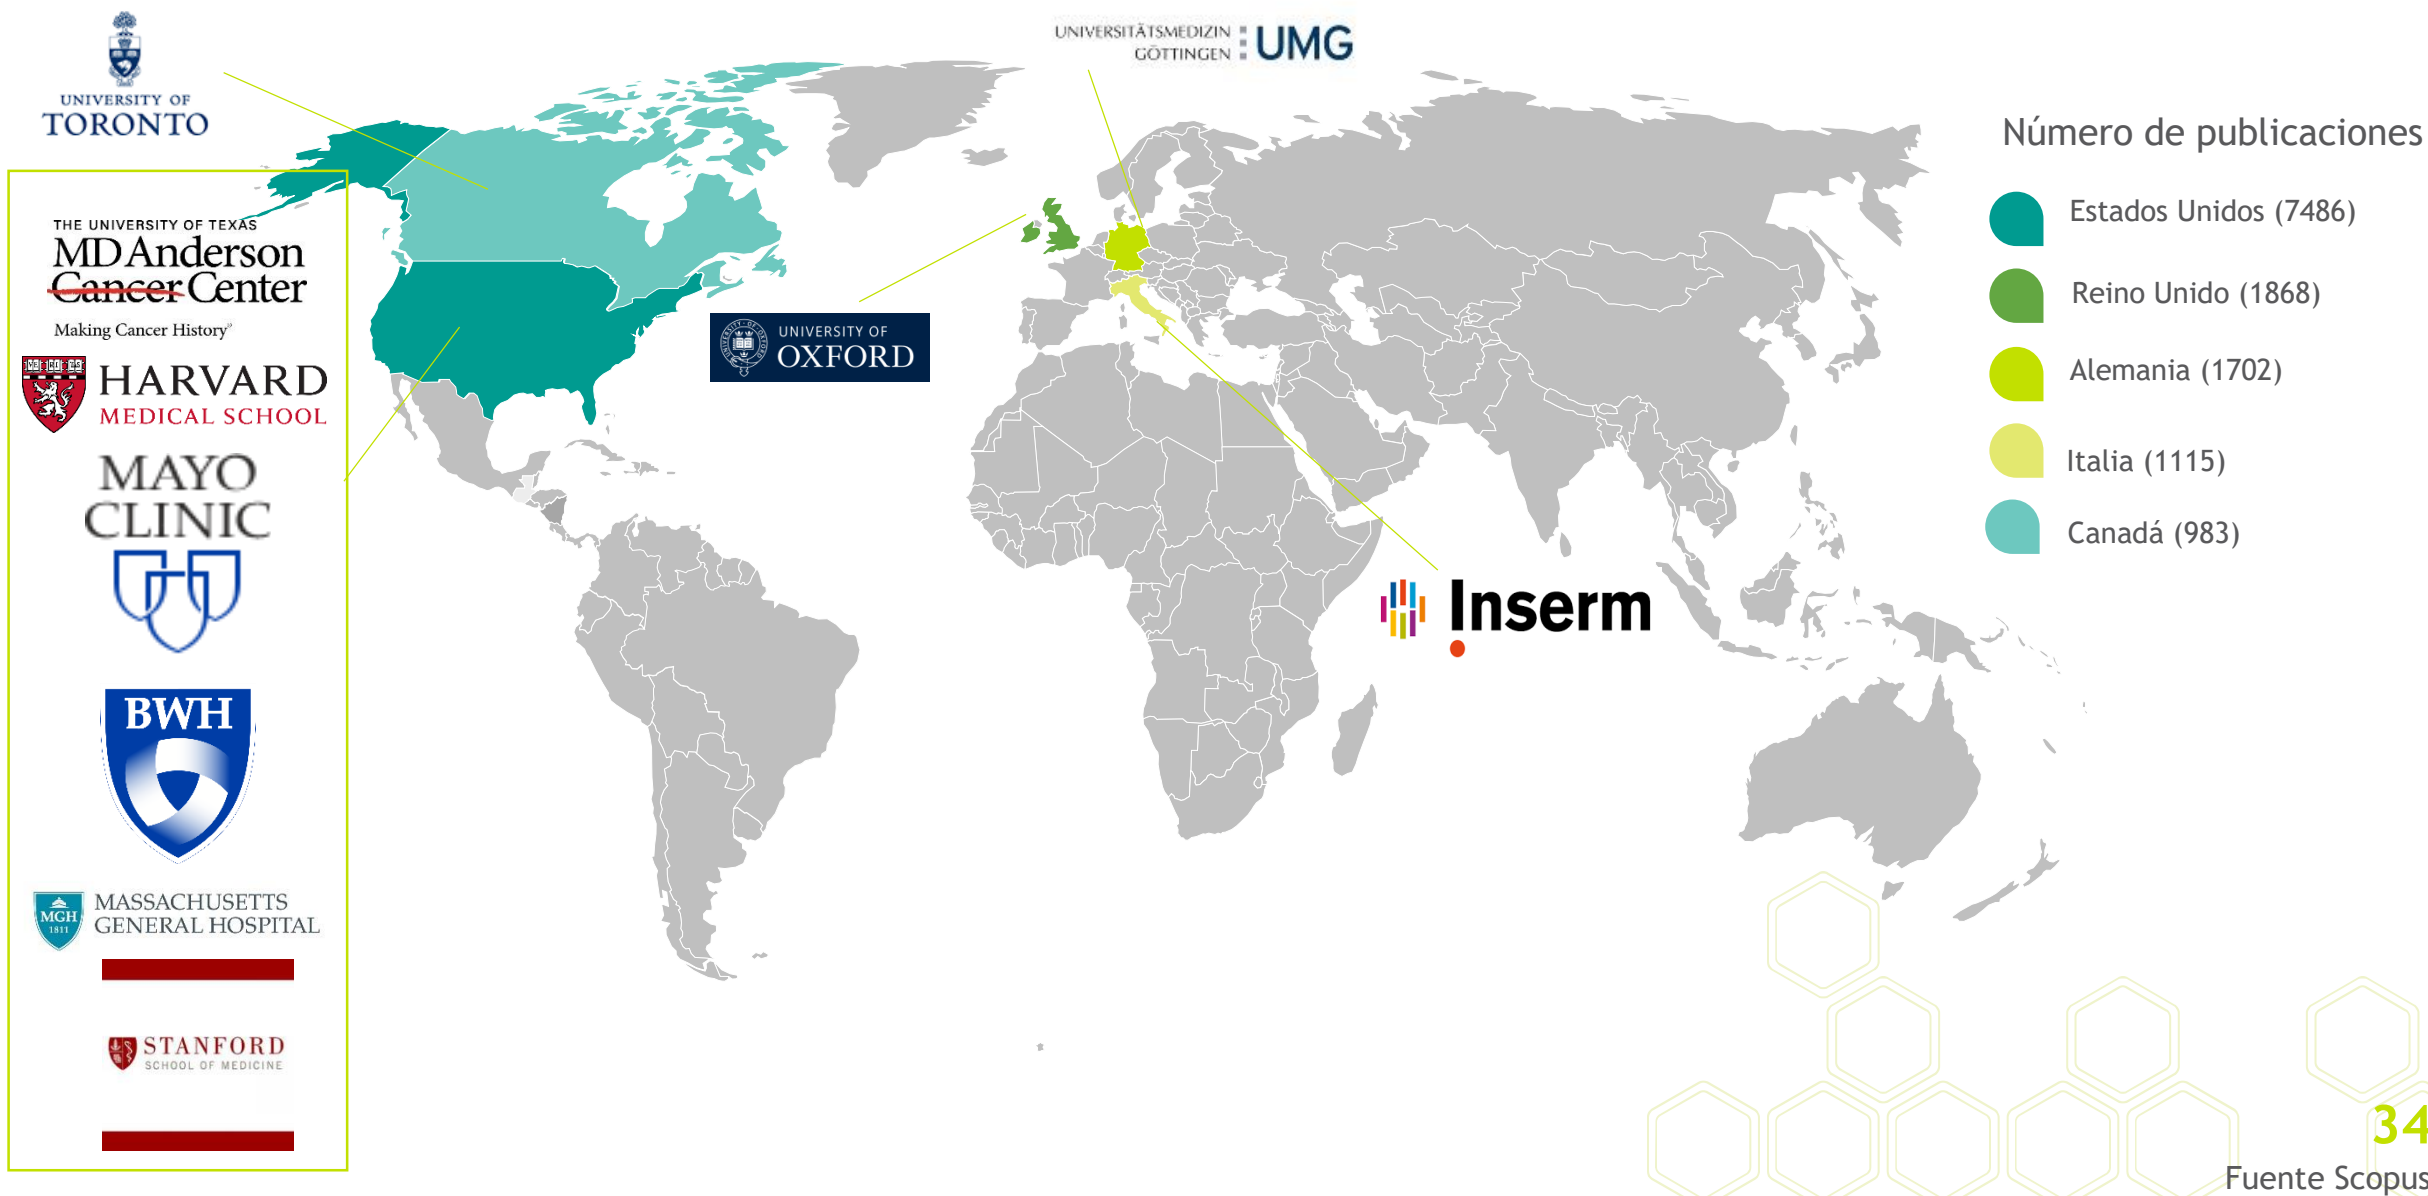 UNIVERSITY OF
TORONTO
UNIVERSITÄTSMEDIZIN
GÖTTINGEN
UMG
THE UNIVERSITY OF TEXAS
MD Anderson
Cancer Center
Making Cancer History®
HARVARD
MEDICAL SCHOOL
MAYO
CLINIC
BWH
MGH
1811
MASSACHUSETTS
GENERAL HOSPITAL
STANFORD
SCHOOL OF MEDICINE
UNIVERSITY OF
OXFORD
Inserm
Número de publicaciones
Estados Unidos (7486)
Reino Unido (1868)
Alemania (1702)
Italia (1115)
Canadá (983)
34
Fuente Scopus